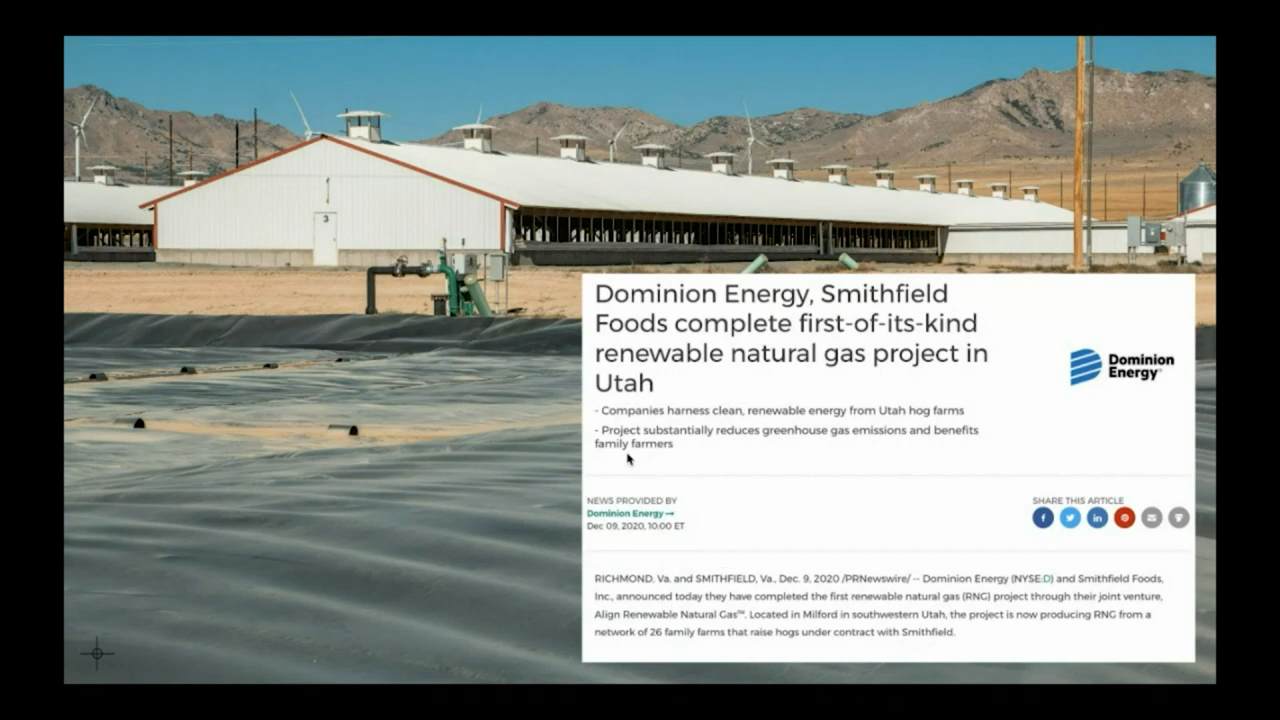 3
Dominion Energy, Smithfield
Foods complete first-of-its-kind
renewable natural gas project in
Utah
Dominion
Energy®
- Companies harness clean, renewable energy from Utah hog farms
- Project substantially reduces greenhouse gas emissions and benefits
family farmers
NEWS PROVIDED BY
Dominion Energy→
Dec 09, 2020, 10:00 ET
SHARE THIS ARTICLE
RICHMOND, Va. and SMITHFIELD, Va., Dec. 9, 2020 /PRNewswire/ -- Dominion Energy (NYSE:D) and Smithfield Foods,
Inc., announced today they have completed the first renewable natural gas (RNG) project through their joint venture,
Align Renewable Natural Gas℠. Located in Milford in southwestern Utah, the project is now producing RNG from a
network of 26 family farms that raise hogs under contract with Smithfield.